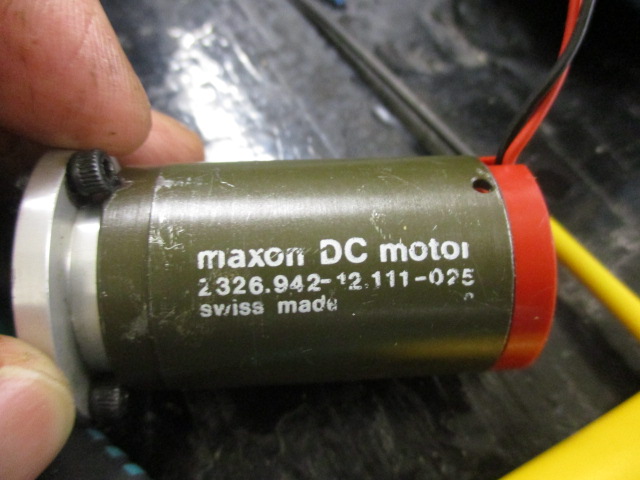 maxon DC motor
2326.942-12.111-025
swiss made